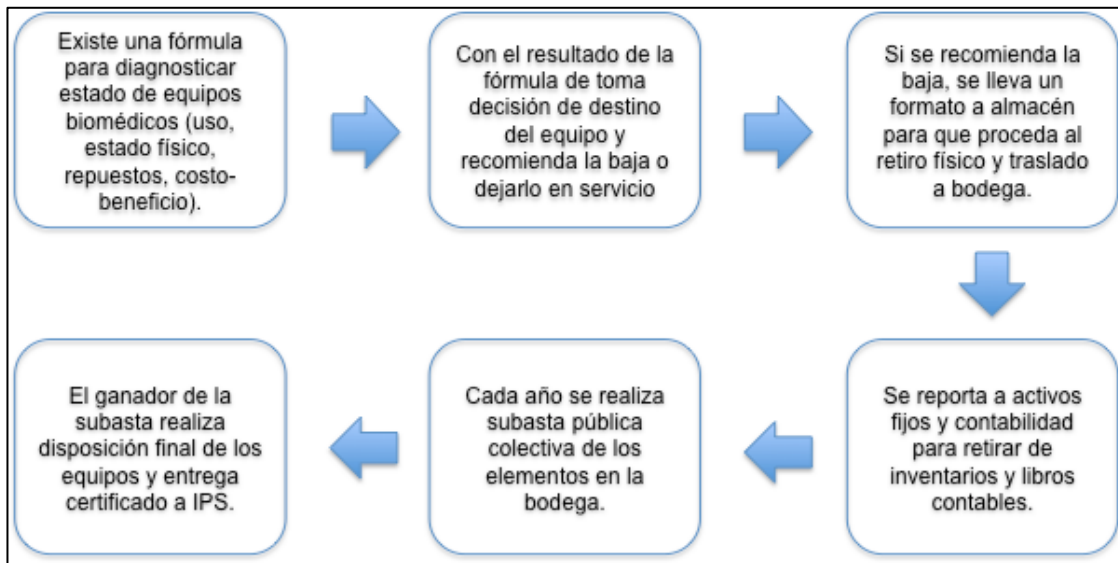 Existe una fórmula
para diagnosticar
estado de equipos
biomédicos (uso,
estado físico,
repuestos, costo-
beneficio).
Con el resultado de la
fórmula de toma
decisión de destino
del equipo y
recomienda la baja o
dejarlo en servicio
Si se recomienda la
baja, se lleva un
formato a almacén
para que proceda al
retiro físico y traslado
a bodega.
Se reporta a activos
fijos y contabilidad
para retirar de
inventarios y libros
contables.
Cada año se realiza
subasta pública
colectiva de los
elementos en la
bodega.
El ganador de la
subasta realiza
disposición final de los
equipos y entrega
certificado a IPS.